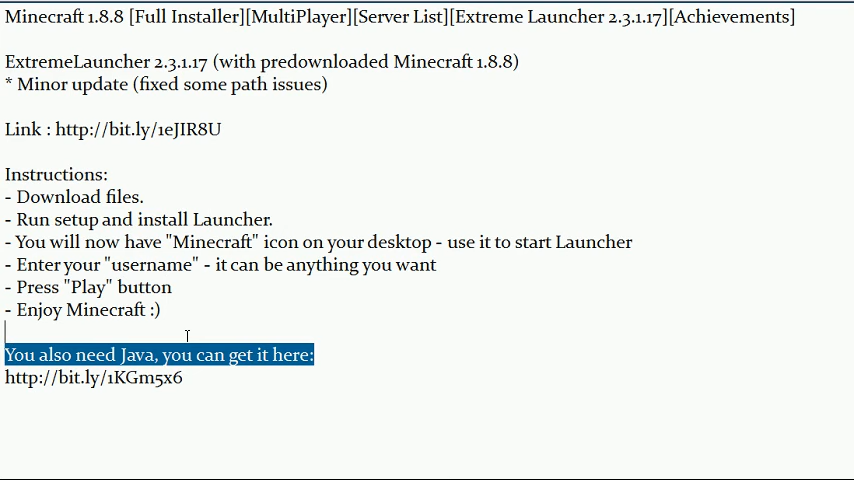 Minecraft 1.8.8 [Full Installer][MultiPlayer][Server List][Extreme Launcher 2.3.1.17][Achievements]
ExtremeLauncher 2.3.1.17 (with predownloaded Minecraft 1.8.8)
* Minor update (fixed some path issues)
Link : http://bit.ly/1eJIR8U
Instructions:
- Download files.
- Run setup and install Launcher.
- You will now have "Minecraft" icon on your desktop - use it to start Launcher
- Enter your "username" - it can be anything you want
- Press "Play" button
- Enjoy Minecraft :)
You also need Java, you can get it here:
http://bit.ly/1KGm5x6